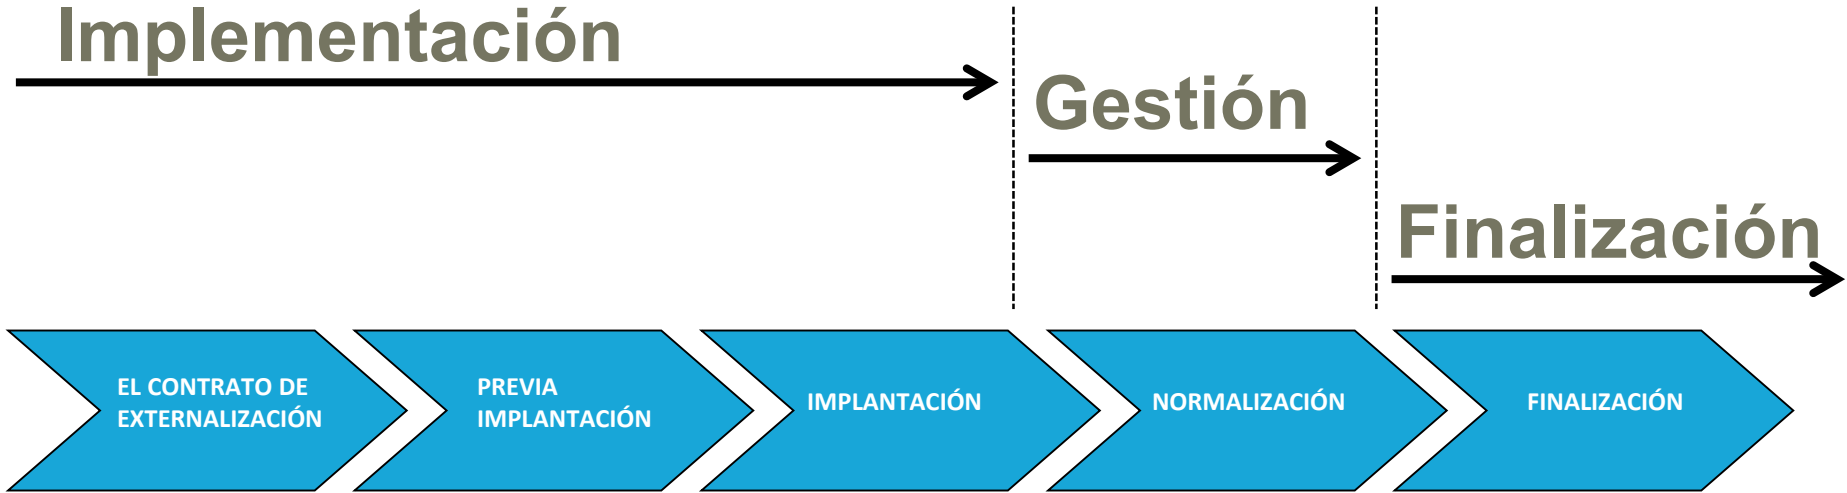 Implementación
Gestión
Finalización
EL CONTRATO DE
EXTERNALIZACIÓN
PREVIA
IMPLANTACIÓN
IMPLANTACIÓN
NORMALIZACIÓN
FINALIZACIÓN